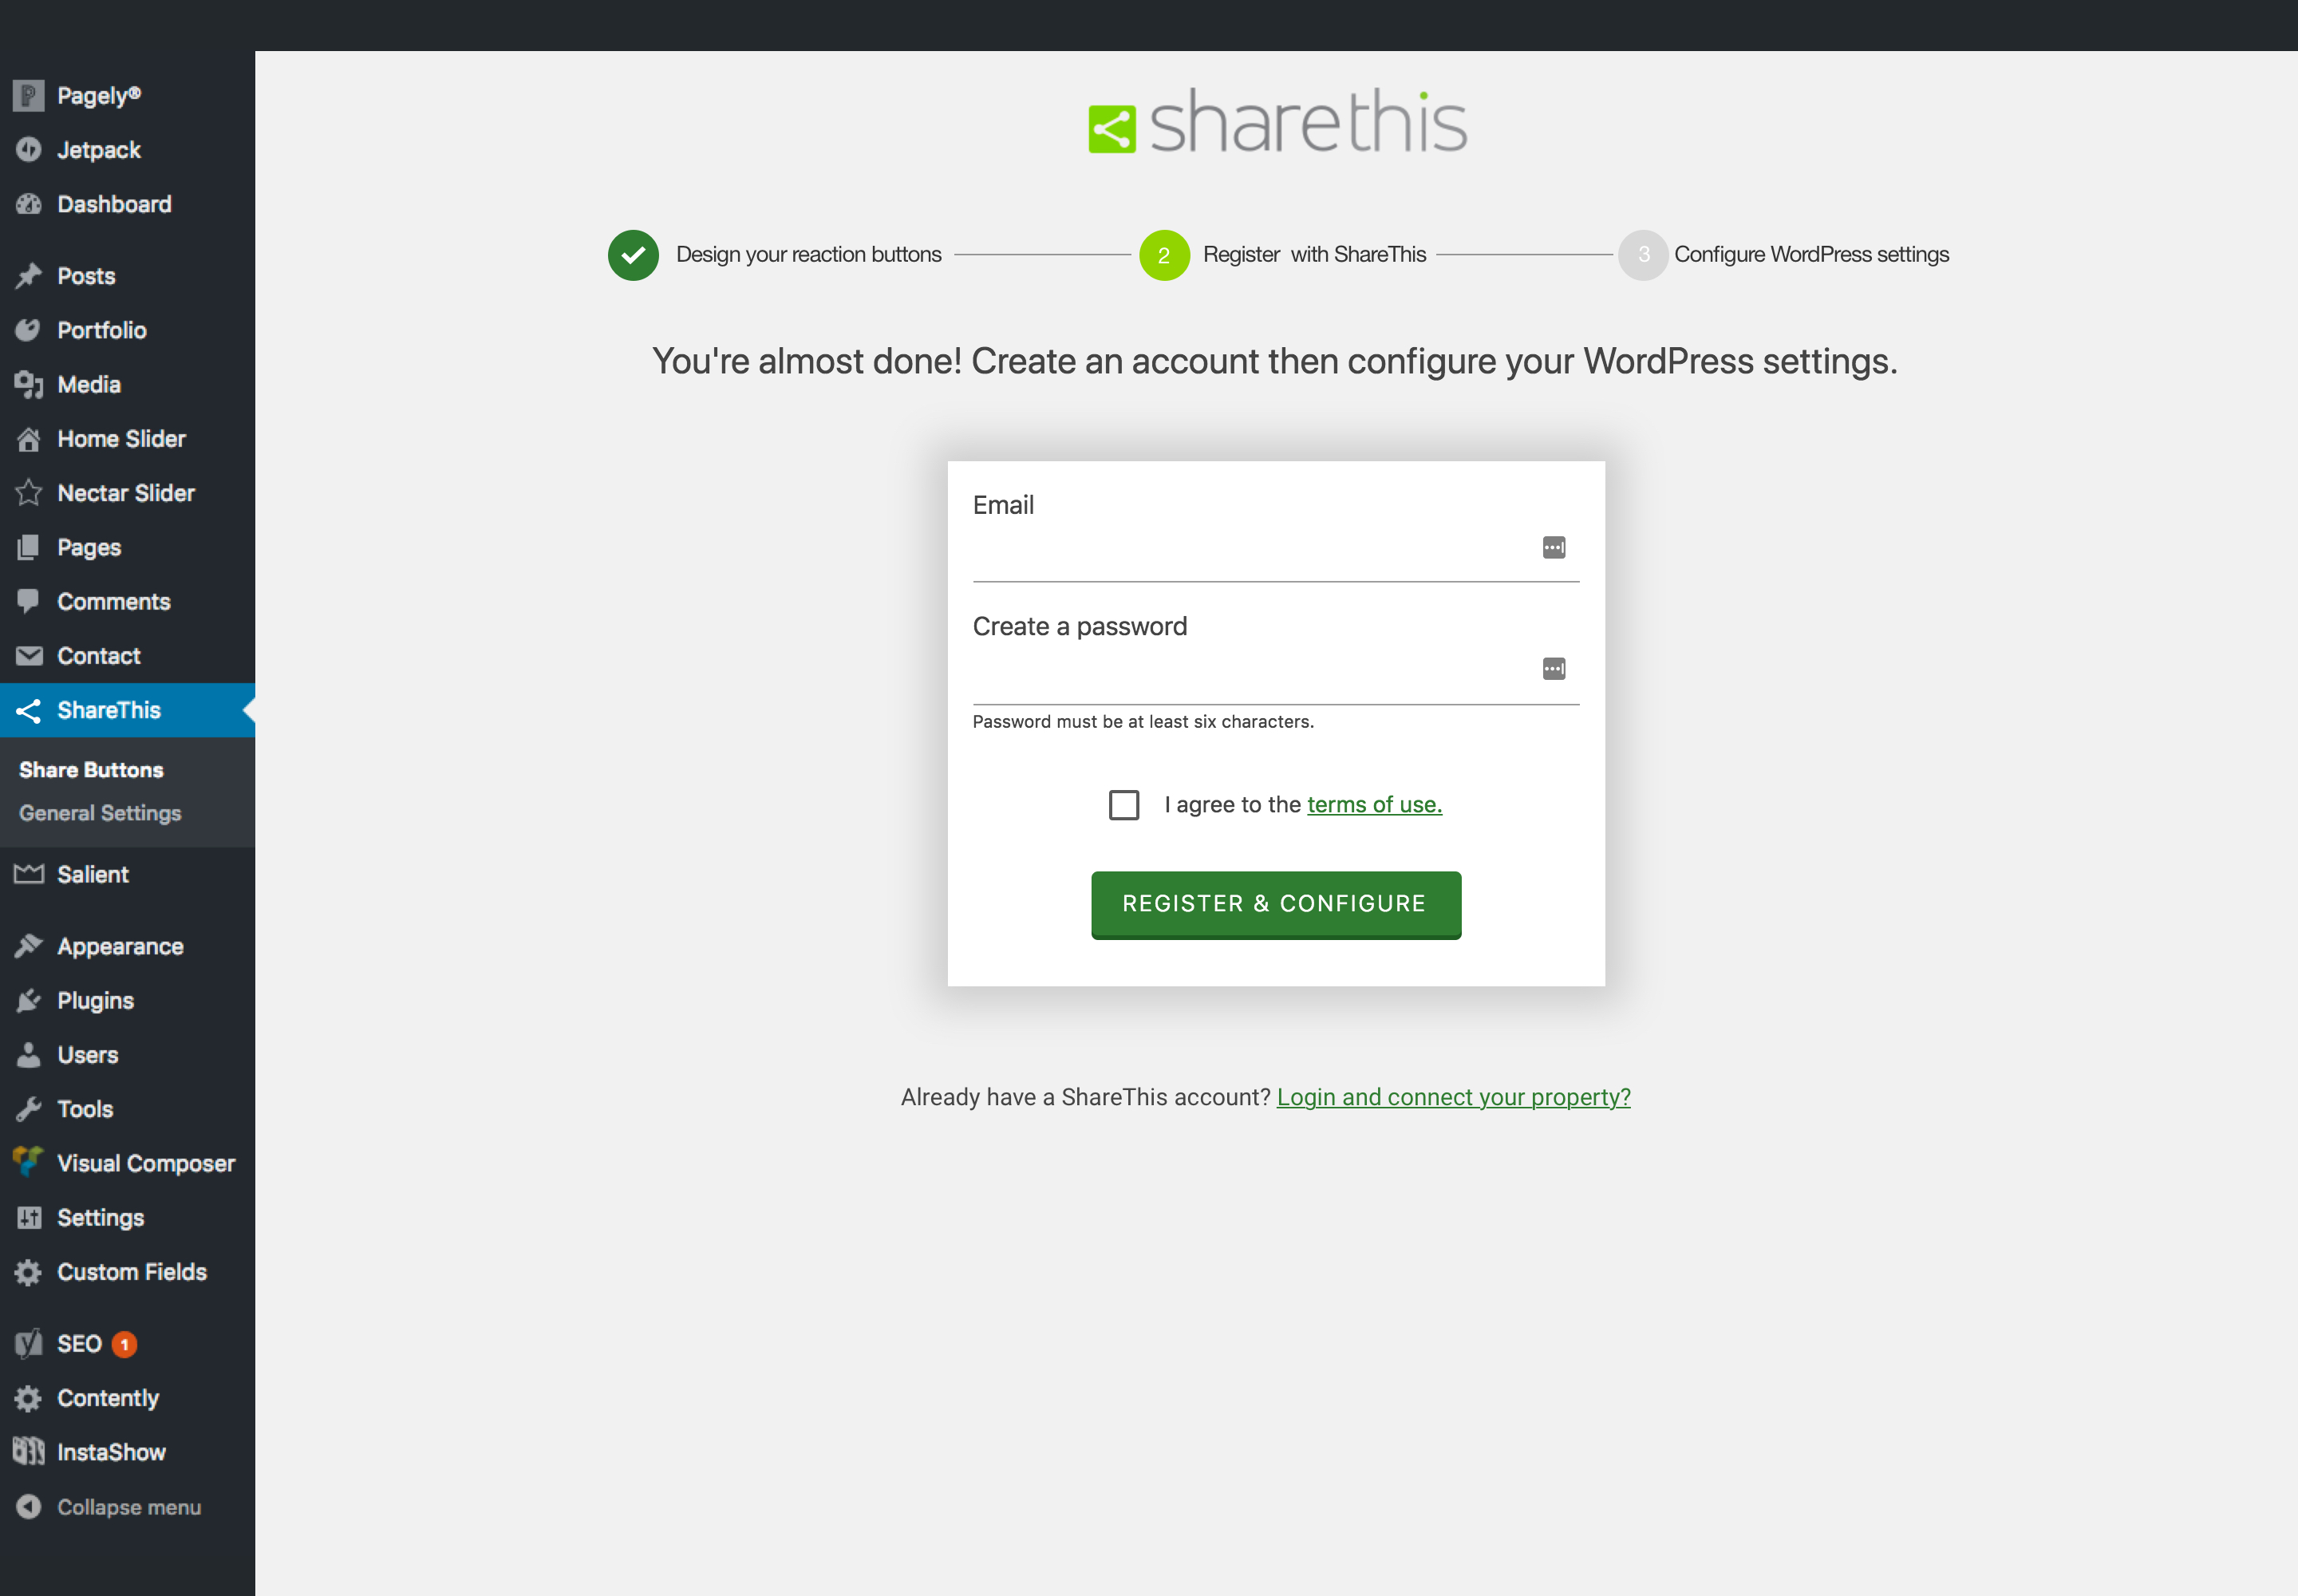 Pagely®
Jetpack
Dashboard
Posts
Portfolio
Media
Home Slider
Nectar Slider
Pages
Comments
Contact
ShareThis
Share Buttons
General Settings
Salient
Appearance
Plugins
Users
Tools
Visual Composer
Settings
Custom Fields
SEO 1
Contently
InstaShow
Collapse menu
sharethis
Design your reaction buttons 2 Register with ShareThis 3 Configure WordPress settings
You're almost done! Create an account then configure your WordPress settings.
Email
Create a password
Password must be at least six characters.
I agree to the terms of use.
REGISTER & CONFIGURE
Already have a ShareThis account? Login and connect your property?